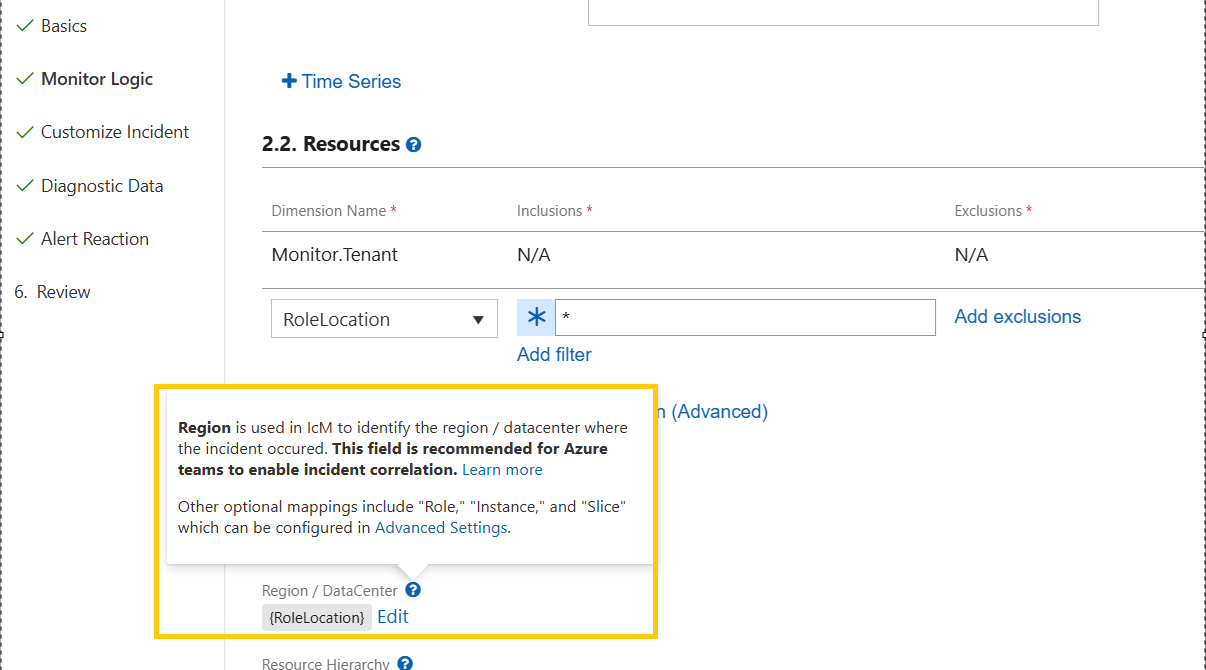 Basics
Monitor Logic
Customize Incident
Diagnostic Data
Alert Reaction
6. Review
+ Time Series
2.2. Resources ?
Dimension Name * Inclusions * Exclusions *
Monitor.Tenant N/A N/A
RoleLocation * * Add exclusions
Add filter
n (Advanced)
Region is used in IcM to identify the region / datacenter where
the incident occured. This field is recommended for Azure
teams to enable incident correlation. Learn more
Other optional mappings include "Role," "Instance," and "Slice"
which can be configured in Advanced Settings.
Region / DataCenter ?
{RoleLocation} Edit
Resource Hierarchy ?